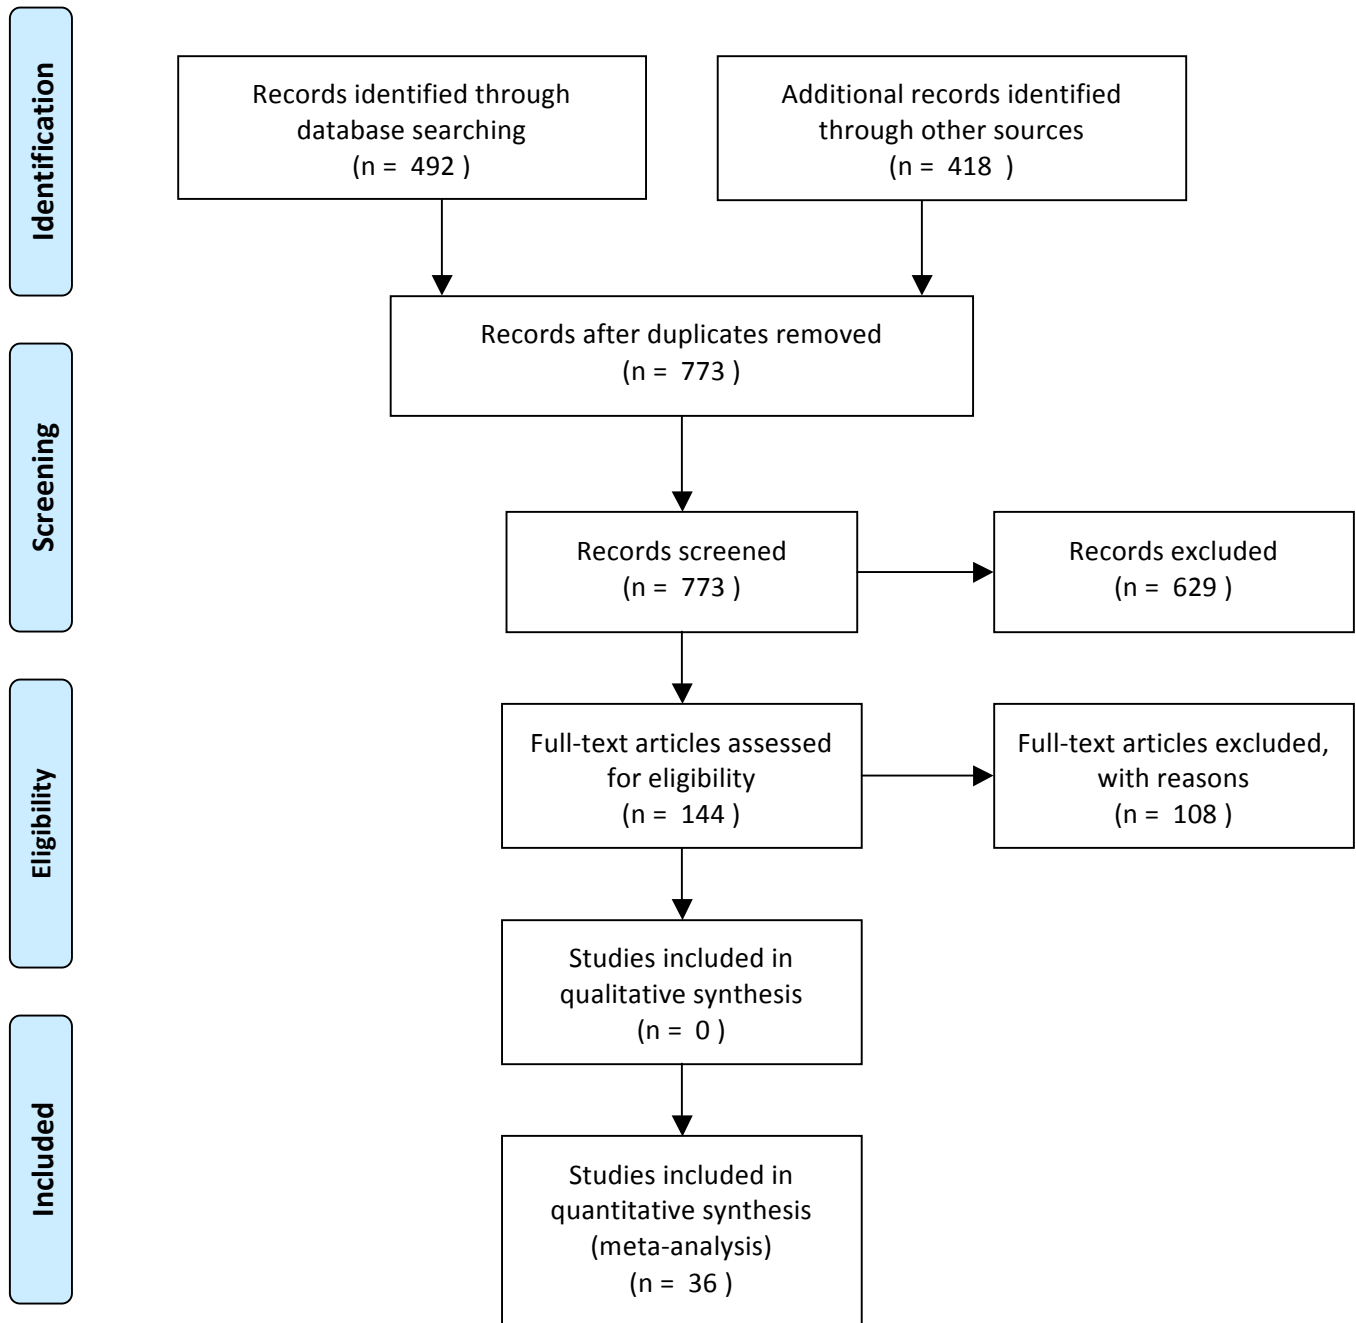 Identification
Records identified through
database searching
(n = 492 )
Additional records identified
through other sources
(n = 418 )
Records after duplicates removed
(n = 773 )
Screening
Records screened
(n = 773 )
Records excluded
(n = 629 )
Eligibility
Full-text articles assessed
for eligibility
(n = 144 )
Full-text articles excluded,
with reasons
(n = 108 )
Studies included in
qualitative synthesis
(n = 0 )
Included
Studies included in
quantitative synthesis
(meta-analysis)
(n = 36 )